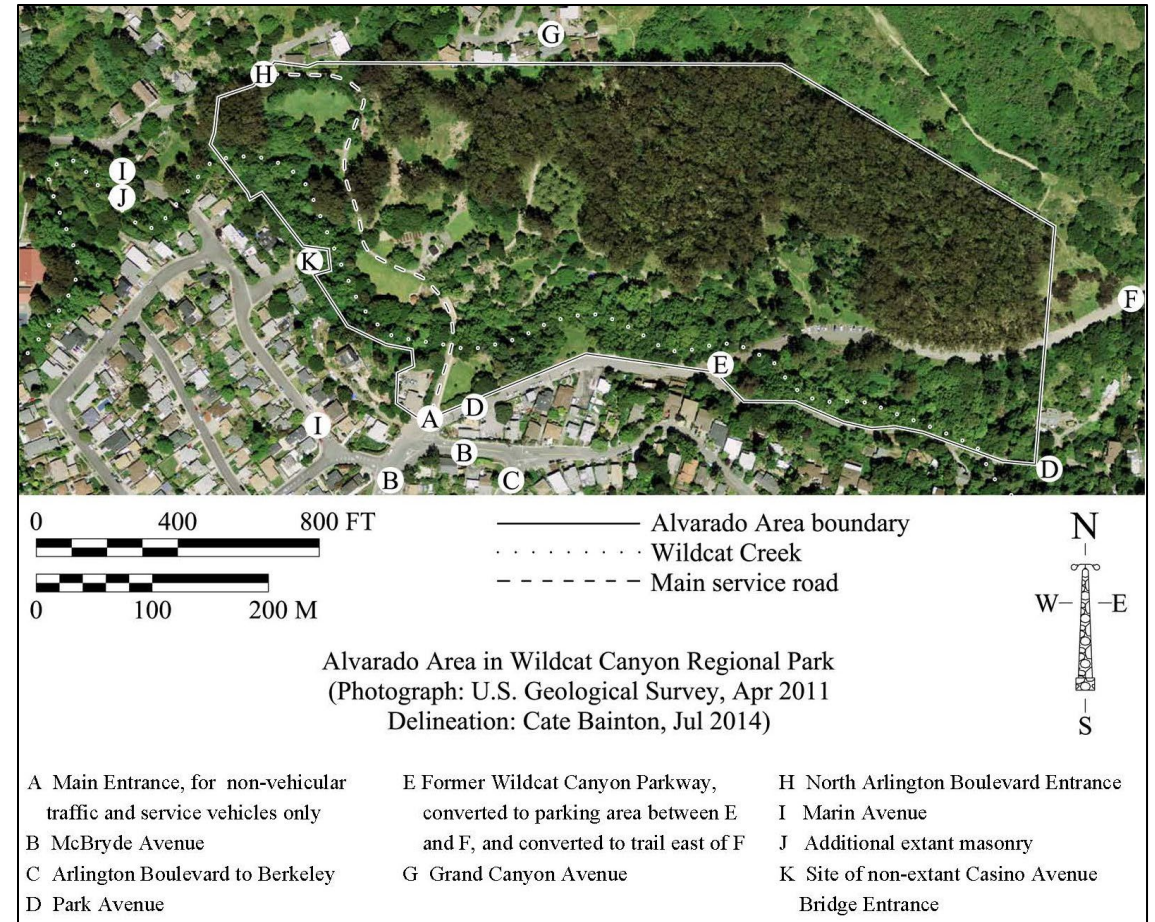 G
H
I
J
K
F
E
A
D
I
B
B
C
D
0 400 800 FT
0 100 200 M
Alvarado Area boundary
Wildcat Creek
Main service road
N
W E
S
Alvarado Area in Wildcat Canyon Regional Park
(Photograph: U.S. Geological Survey, Apr 2011
Delineation: Cate Bainton, Jul 2014)
A Main Entrance, for non-vehicular
traffic and service vehicles only
B McBryde Avenue
C Arlington Boulevard to Berkeley
D Park Avenue
E Former Wildcat Canyon Parkway,
converted to parking area between E
and F, and converted to trail east of F
G Grand Canyon Avenue
H North Arlington Boulevard Entrance
I Marin Avenue
J Additional extant masonry
K Site of non-extant Casino Avenue
Bridge Entrance